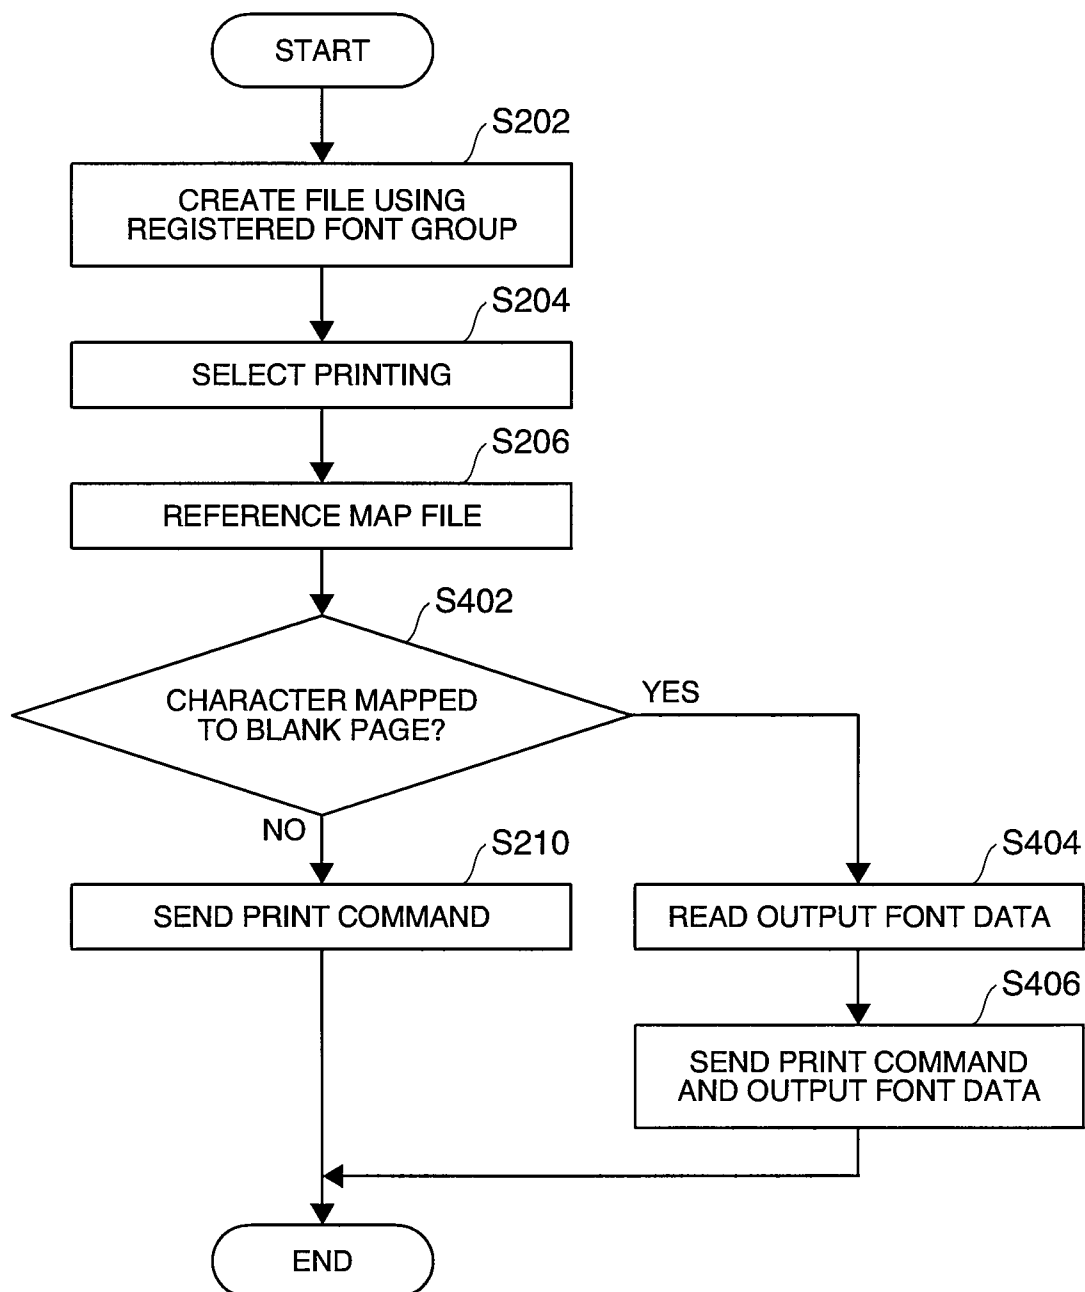 START
S202
CREATE FILE USING
REGISTERED FONT GROUP
S204
SELECT PRINTING
S206
REFERENCE MAP FILE
S402
CHARACTER MAPPED
TO BLANK PAGE?
YES
NO
S210
SEND PRINT COMMAND
S404
READ OUTPUT FONT DATA
S406
SEND PRINT COMMAND
AND OUTPUT FONT DATA
END